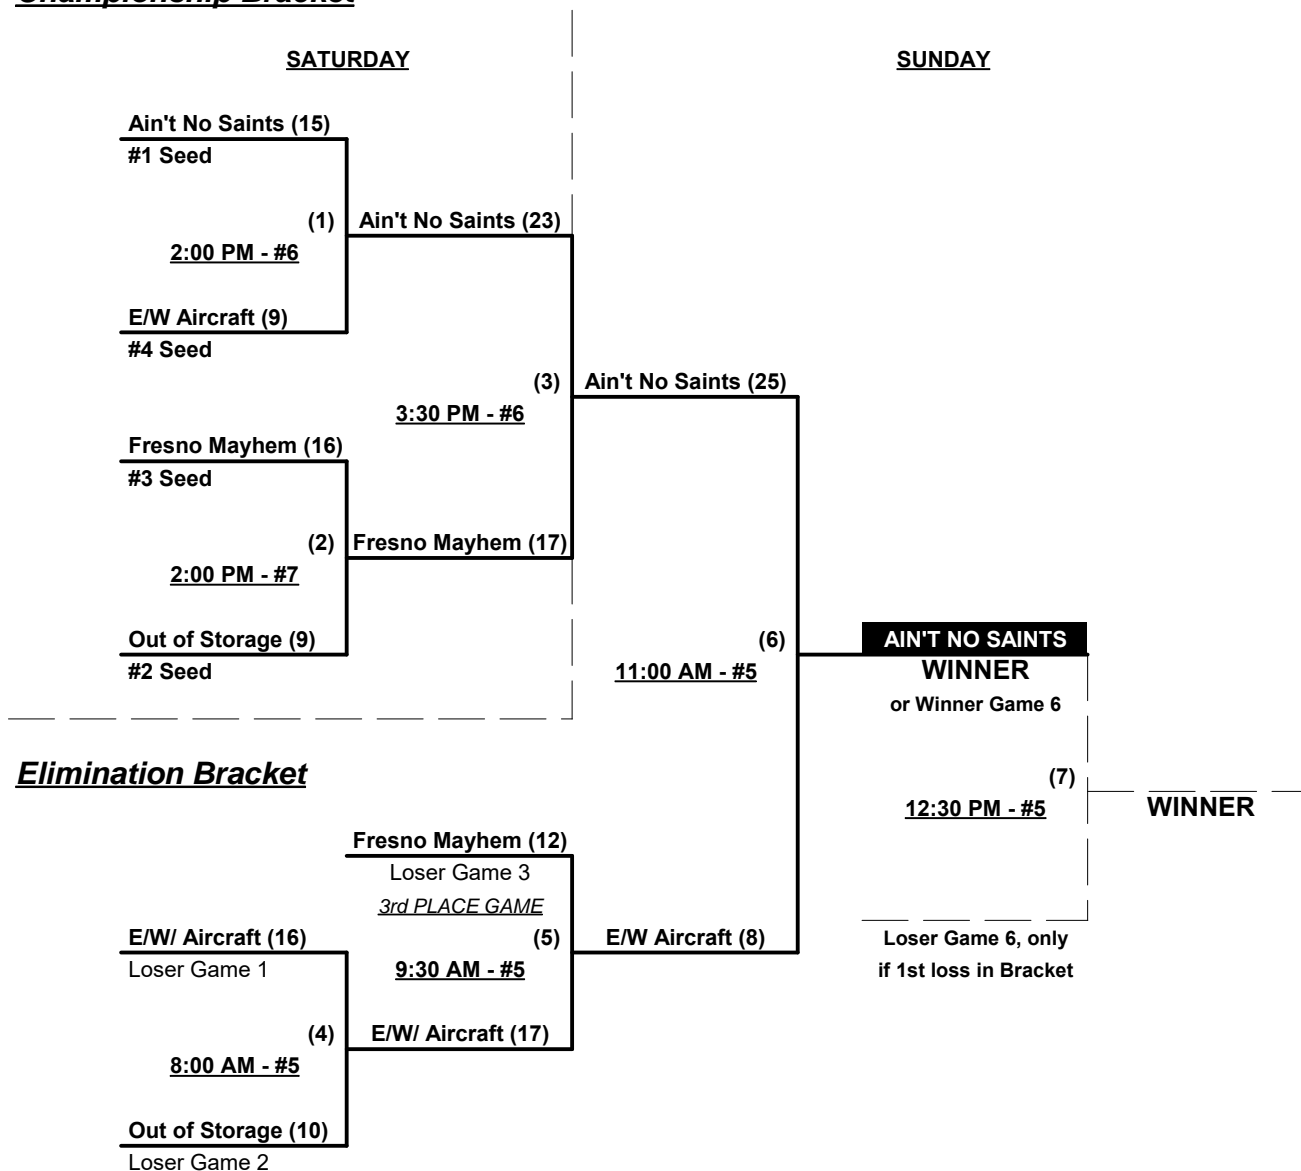 Championship Bracket
SATURDAY
SUNDAY
Ain't No Saints (15)
#1 Seed
(1)
Ain't No Saints (23)
2:00 PM - #6
E/W Aircraft (9)
#4 Seed
(3)
Ain't No Saints (25)
3:30 PM - #6
Fresno Mayhem (16)
#3 Seed
(2)
Fresno Mayhem (17)
2:00 PM - #7
Out of Storage (9)
#2 Seed
(6)
11:00 AM - #5
AIN'T NO SAINTS
WINNER
or Winner Game 6
Elimination Bracket
(7)
12:30 PM - #5
WINNER
Fresno Mayhem (12)
Loser Game 3
3rd PLACE GAME
E/W/ Aircraft (16)
Loser Game 1
(5)
E/W Aircraft (8)
9:30 AM - #5
Loser Game 6, only
if 1st loss in Bracket
(4)
E/W/ Aircraft (17)
8:00 AM - #5
Out of Storage (10)
Loser Game 2